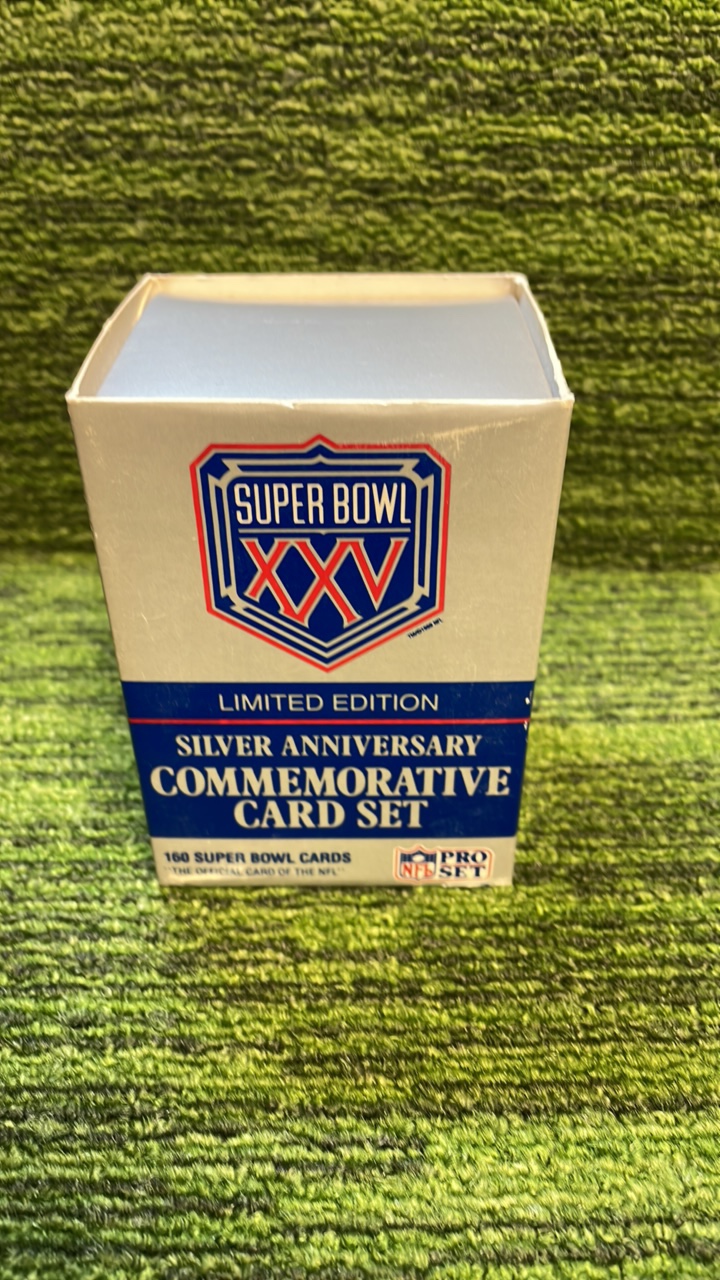 SUPER BOWL
XXV
LIMITED EDITION
SILVER ANNIVERSARY
COMMEMORATIVE
CARD SET
160 SUPER BOWL CARDS
"THE OFFICIAL CARD OF THE NFL"
NFL PRO
SET